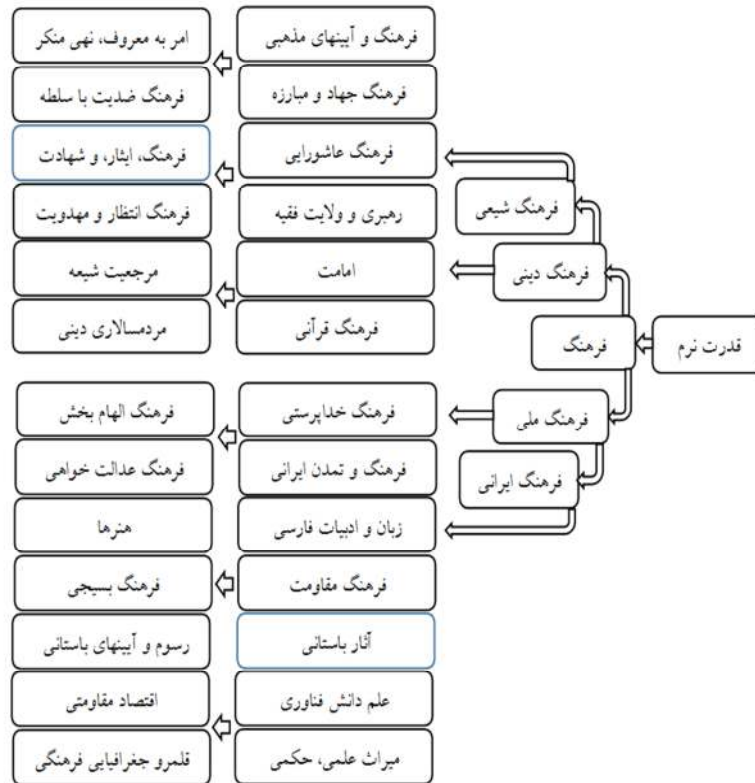 قدرت نرم
فرهنگ
فرهنگ دینی
فرهنگ شیعی
فرهنگ ملی
فرهنگ ایرانی
فرهنگ و آیینهای مذهبی
فرهنگ جهاد و مبارزه
فرهنگ عاشورایی
رهبری و ولایت فقیه
امامت
فرهنگ قرآنی
امر به معروف، نهی منکر
فرهنگ ضدیت با سلطه
فرهنگ، ایثار، و شهادت
فرهنگ انتظار و مهدویت
مرجعیت شیعه
مردمسالاری دینی
فرهنگ خداپرستی
فرهنگ و تمدن ایرانی
زبان و ادبیات فارسی
فرهنگ مقاومت
آثار باستانی
علم دانش فناوری
میراث علمی، حکمی
فرهنگ الهام بخش
فرهنگ عدالت خواهی
هنرها
فرهنگ بسیجی
رسوم و آیینهای باستانی
اقتصاد مقاومتی
قلمرو جغرافیایی فرهنگی